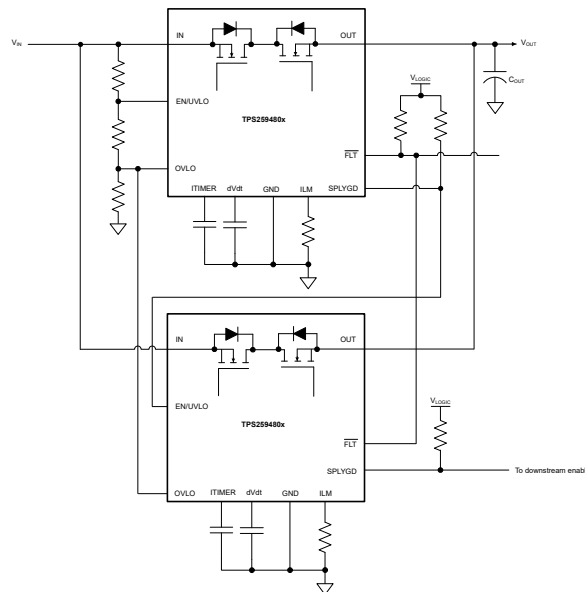 VIN
IN
OUT
VOUT
VLOGIC
COUT
EN/UVLO
TPS259480x
FLT
OVLO
ITIMER
dVdt
GND
ILM
SPLYGD
IN
OUT
EN/UVLO
VLOGIC
TPS259480x
FLT
SPLYGD
To downstream enabl
OVLO
ITIMER
dVdt
GND
ILM